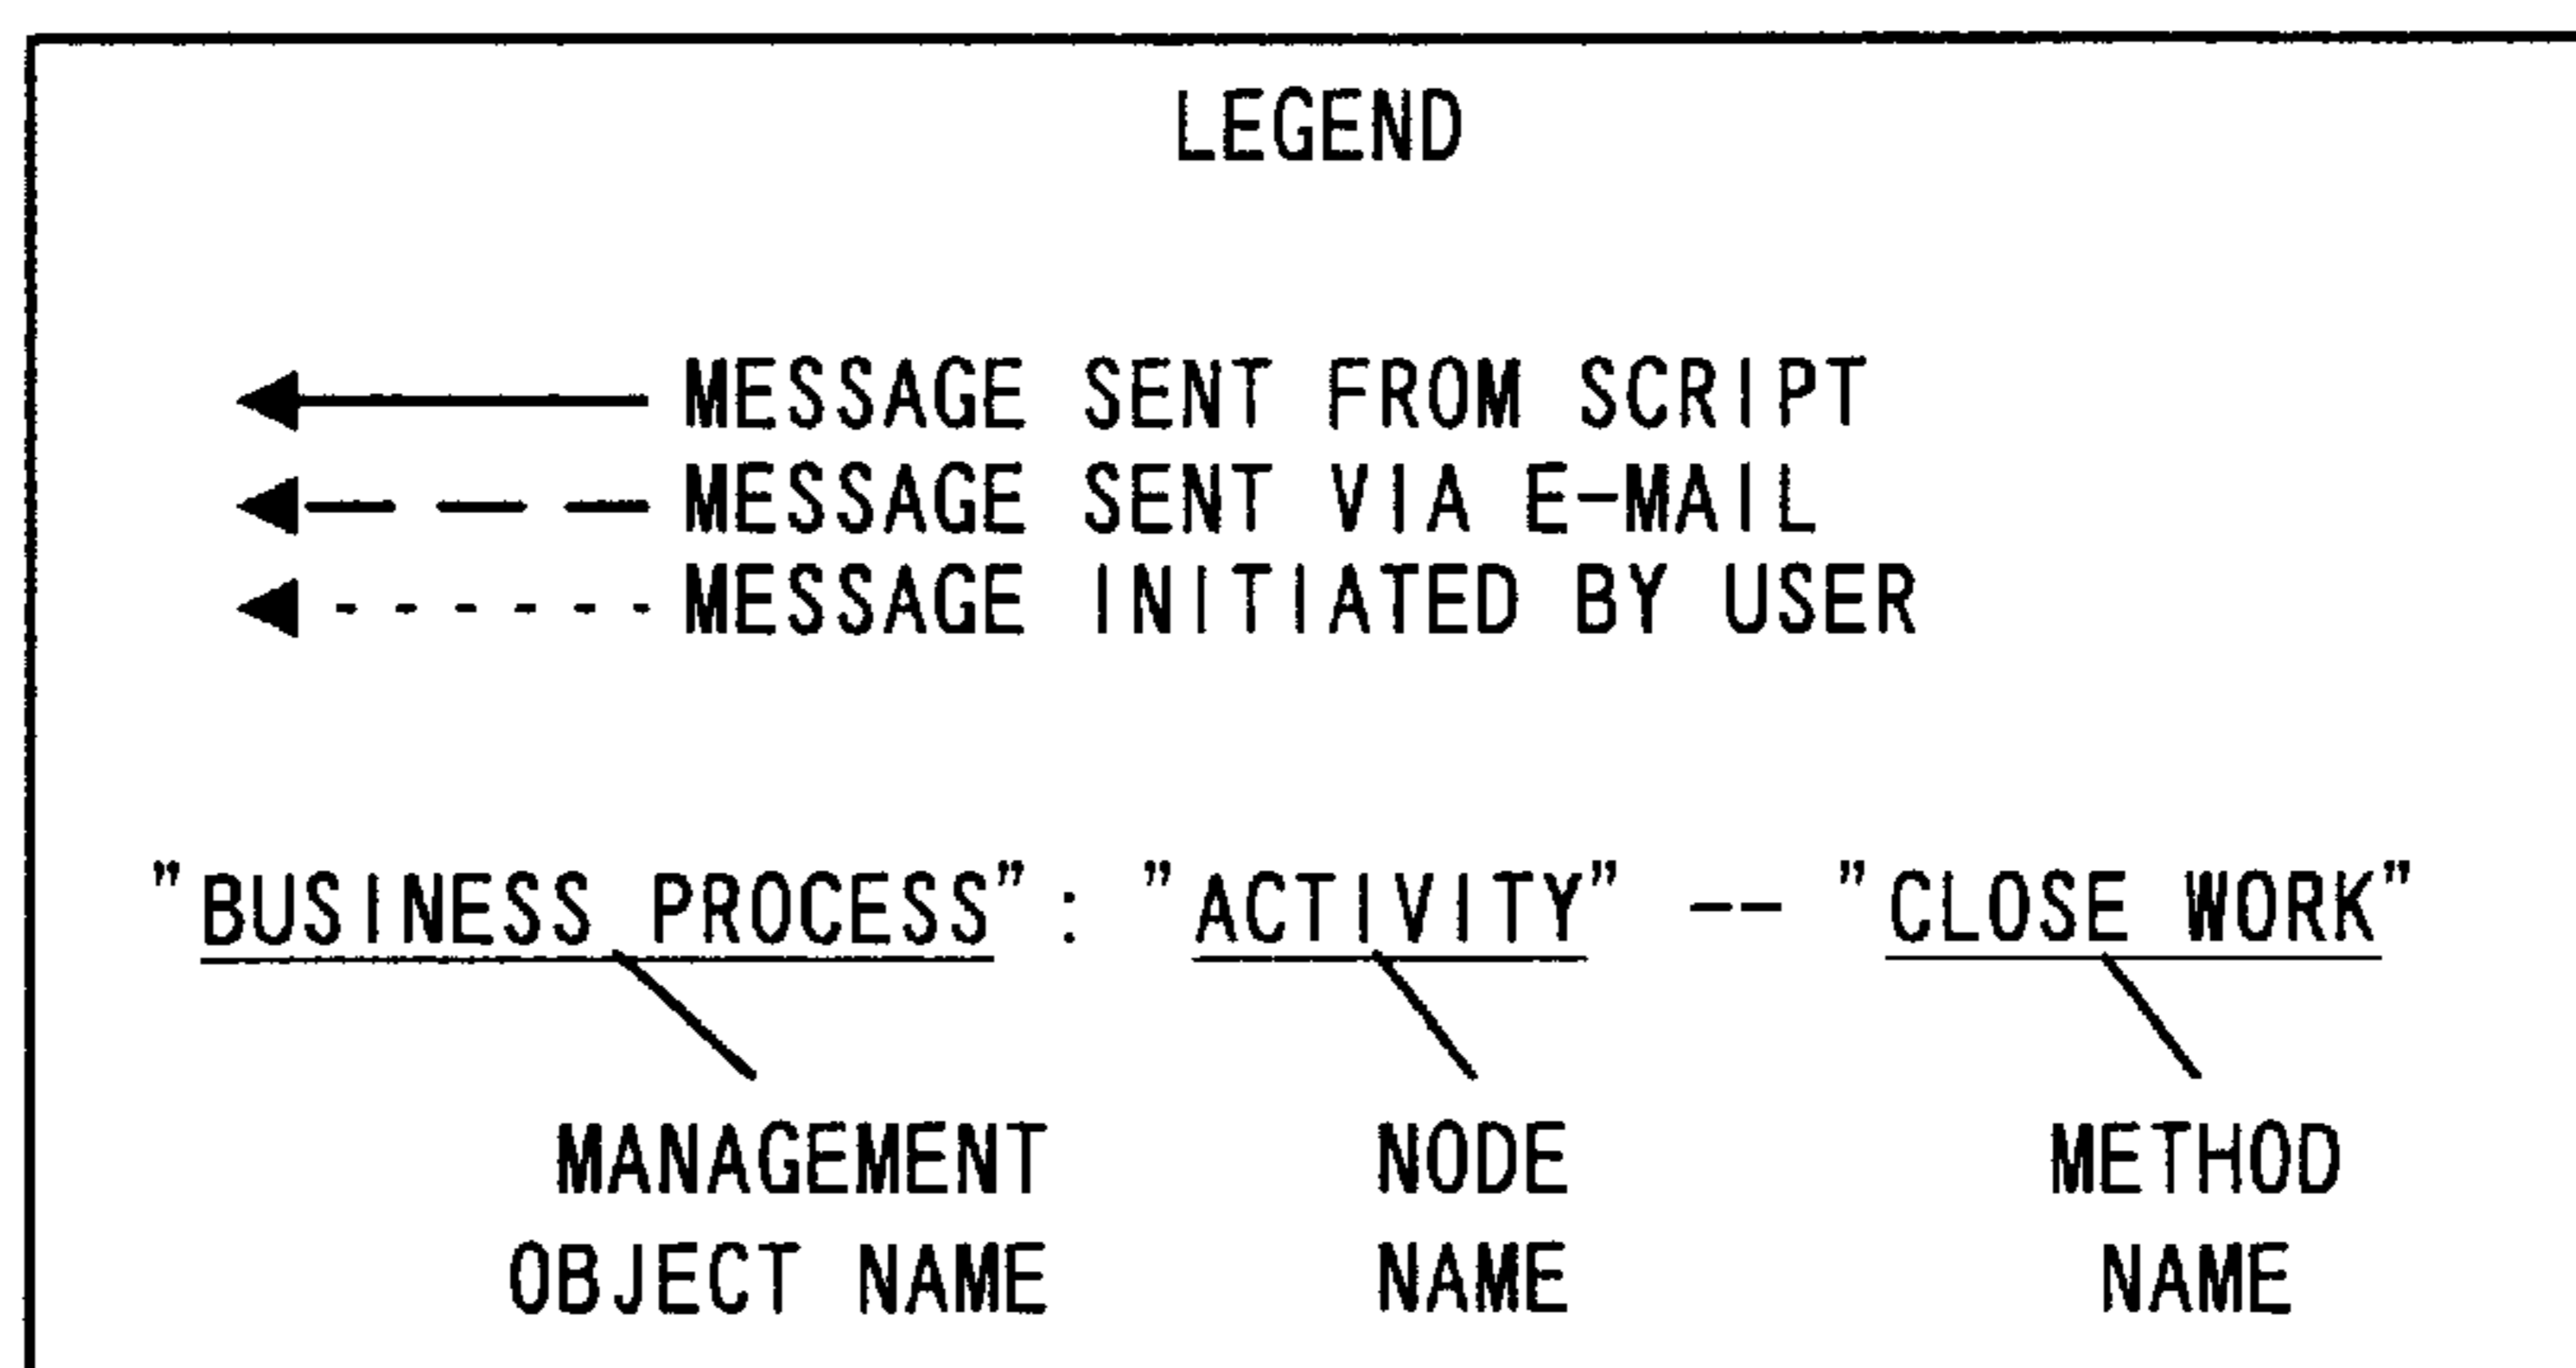 LEGEND
MESSAGE SENT FROM SCRIPT
MESSAGE SENT VIA E-MAIL
MESSAGE INITIATED BY USER
"BUSINESS PROCESS": "ACTIVITY" -- "CLOSE WORK"
MANAGEMENT NODE METHOD
OBJECT NAME NAME NAME